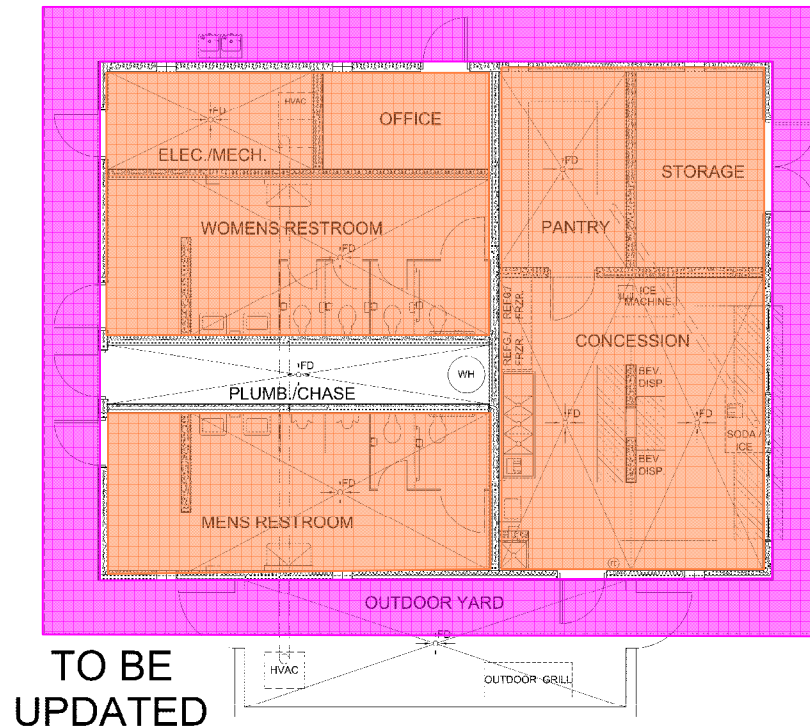 HVAC
FD
OFFICE
ELEC./MECH.
FD
STORAGE
WOMENS RESTROOM
PANTRY
FD
REFG./
FRZR.
ICE
MACHINE
REFG./
FRZR.
CONCESSION
FD
WH
BEV.
DISP.
PLUMB./CHASE
FD
FD
SODA/
ICE
BEV.
DISP.
FD
MENS RESTROOM
OUTDOOR YARD
FD
TO BE
UPDATED
HVAC
OUTDOOR GRILL